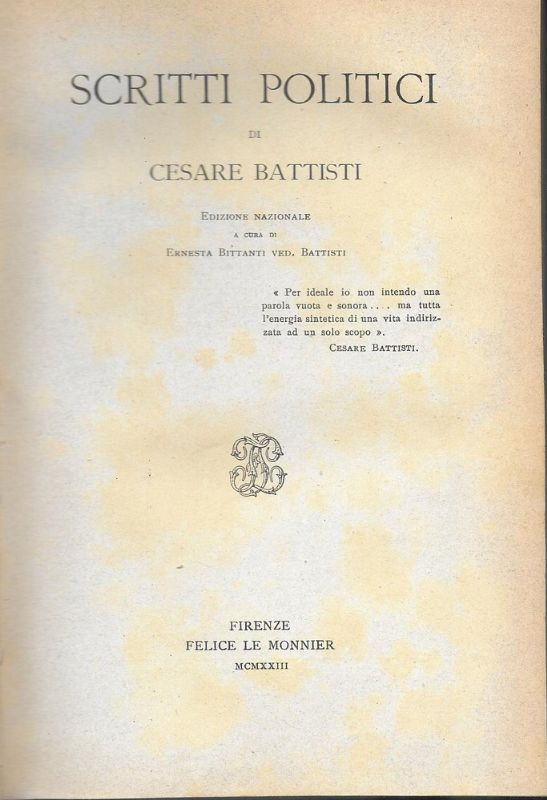 SCRITTI POLITICI
DI
CESARE BATTISTI
EDIZIONE NAZIONALE
A CURA DI
ERNESTA BITTANTI VED. BATTISTI
« Per ideale io non intendo una
parola vuota e sonora . . . . ma tutta
l'energia sintetica di una vita indiriz-
zata ad un solo scopo ».
CESARE BATTISTI.
FIRENZE
FELICE LE MONNIER
MCMXXIII